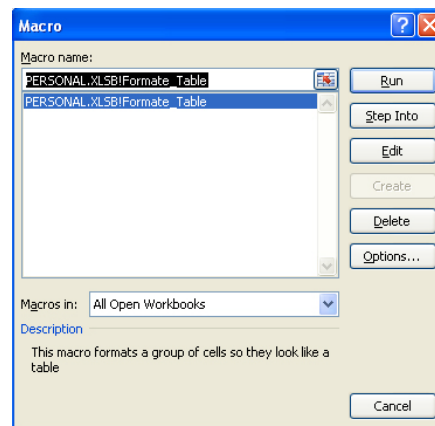 Macro
Macro name:
PERSONAL.XLSB!Formate_Table
PERSONAL.XLSB!Formate_Table
Run
Step Into
Edit
Create
Delete
Options...
Macros in: All Open Workbooks
Description
This macro formats a group of cells so they look like a
table
Cancel